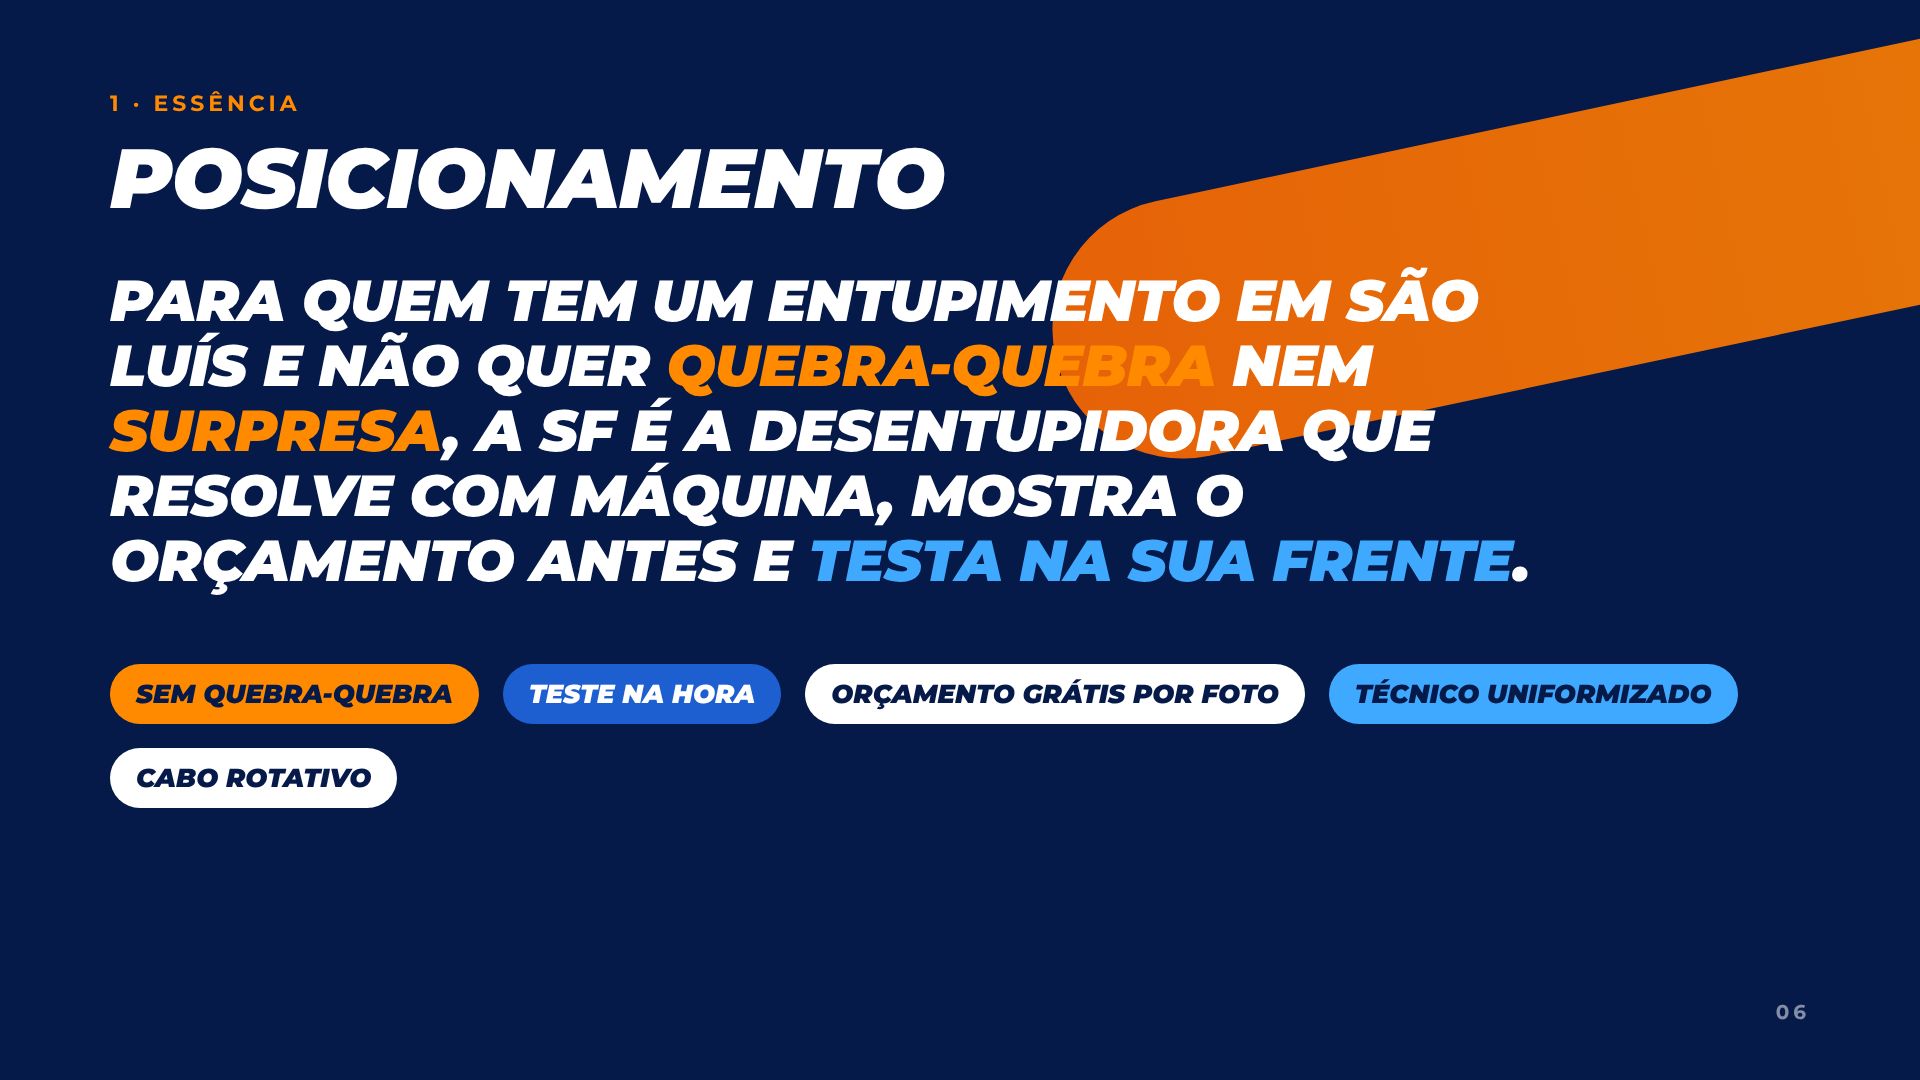 1 · ESSÊNCIA
POSICIONAMENTO
PARA QUEM TEM UM ENTUPIMENTO EM SÃO
LUÍS E NÃO QUER QUEBRA-QUEBRA NEM
SURPRESA, A SF É A DESENTUPIDORA QUE
RESOLVE COM MÁQUINA, MOSTRA O
ORÇAMENTO ANTES E TESTA NA SUA FRENTE.
SEM QUEBRA-QUEBRA
TESTE NA HORA
ORÇAMENTO GRÁTIS POR FOTO
TÉCNICO UNIFORMIZADO
CABO ROTATIVO
06